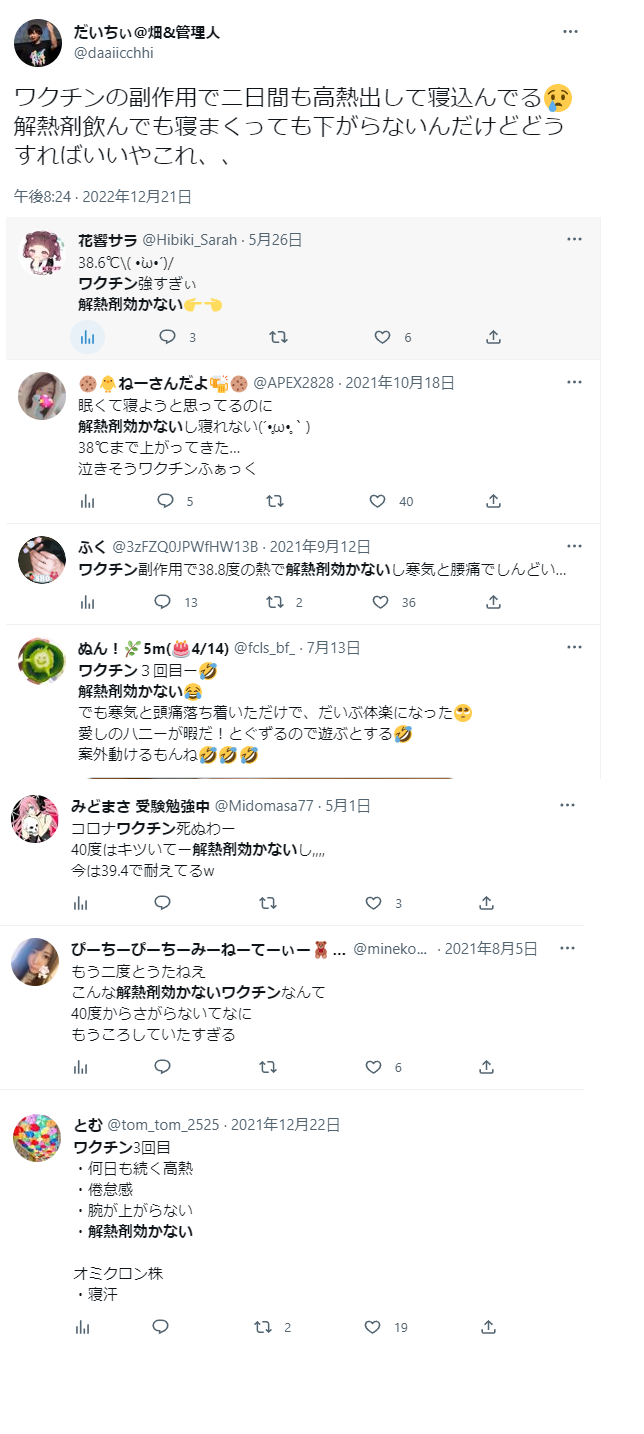 だいちぃ@畑&管理人
@daaiicchhi
ワクチンの副作用で二日間も高熱出して寝込んでる😢
解熱剤飲んでも寝まくっても下がらないんだけどどう
すればいいやこれ、、
午後8:24 · 2022年12月21日
花響サラ @Hibiki_Sarah · 5月26日
38.6℃\( •̀ω•́ )/
ワクチン強すぎぃ
解熱剤効かない👉👈
3 6
🍪🐥ねーさんだよ🍻🍪 @APEX2828 · 2021年10月18日
眠くて寝ようと思ってるのに
解熱剤効かないし寝れない(´•̥ω•̥`)
38℃まで上がってきた...
泣きそうワクチンふぁっく
5 40
ふく @3zFZQ0JPWfHW13B · 2021年9月12日
ワクチン副作用で38.8度の熱で解熱剤効かないし寒気と腰痛でしんどい...
13 2 36
ぬん！🌿5m(🎂4/14) @fcls_bf_ · 7月13日
ワクチン３回目ー🤣
解熱剤効かない😂
でも寒気と頭痛落ち着いただけで、だいぶ体楽になった🙄
愛しのハニーが暇だ！とぐずるので遊ぶとする🤣
案外動けるもんね🤣🤣🤣
みどまさ 受験勉強中 @Midomasa77 · 5月1日
コロナワクチン死ぬわー
40度はキツいてー解熱剤効かないし,,,,
今は39.4で耐えてるw
3
ぴーちーぴーちーみーねーてーぃー🧸 ... @mineko... · 2021年8月5日
もう二度とうたねえ
こんな解熱剤効かないワクチンなんて
40度からさがらないてなに
もうころしていたすぎる
6
とむ @tom_tom_2525 · 2021年12月22日
ワクチン3回目
・何日も続く高熱
・倦怠感
・腕が上がらない
・解熱剤効かない
オミクロン株
・寝汗
2 19